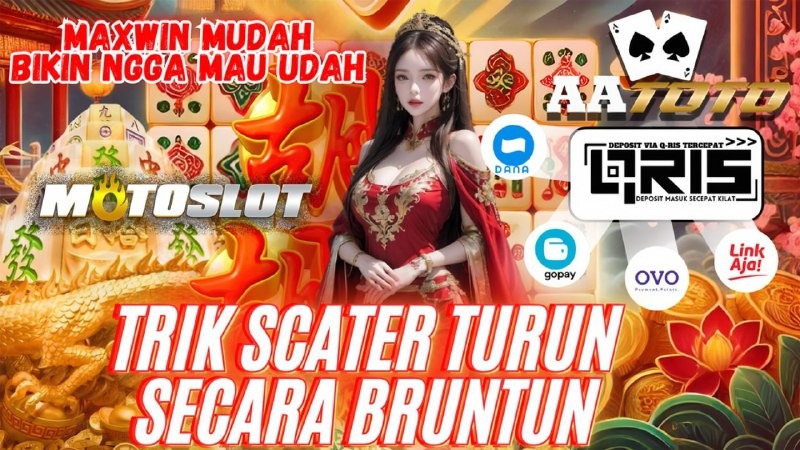 MAXWIN MUDAH
BIKIN NGGA MAU UDAH
AATOTO
DANA
DEPOSIT VIA Q-RIS TERCEPAT >>>
QRIS
DEPOSIT MASUK SECEPAT KILAT
MOTOSLOT
gopay
OVO
Link
Aja!
TRIK SCATER TURUN
SECARA BRUNTUN